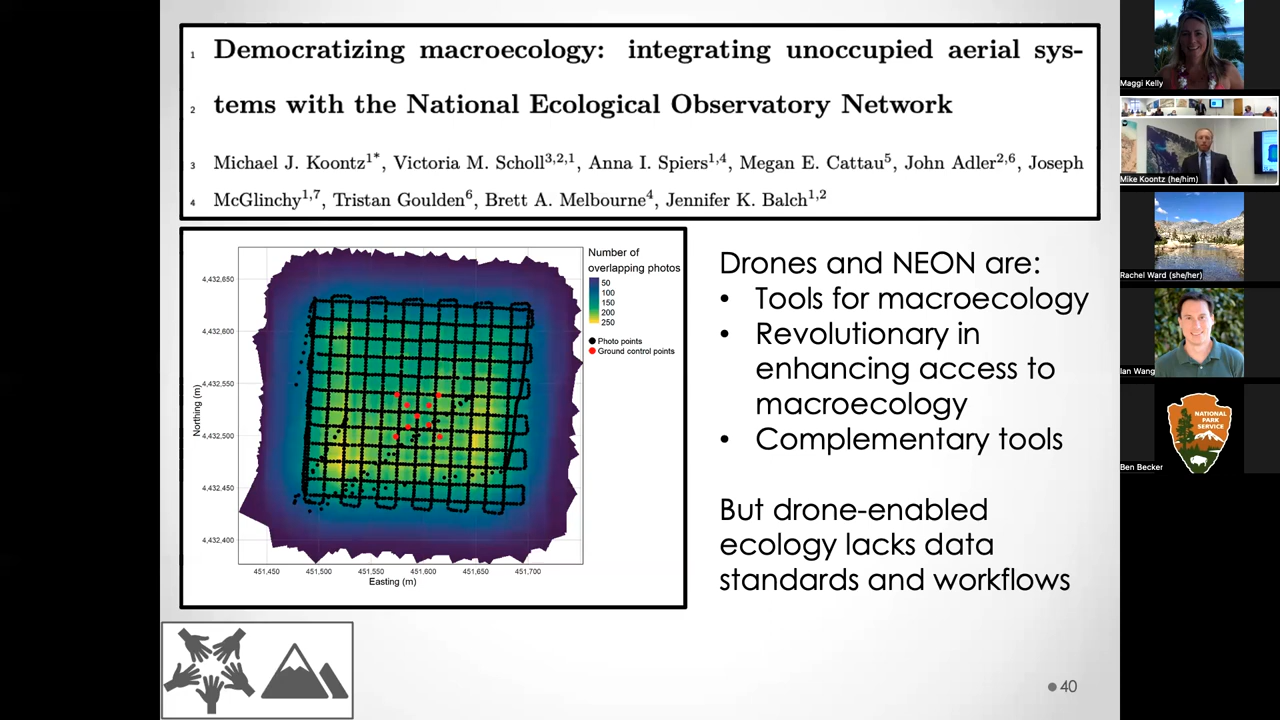 1 Democratizing macroecology: integrating unoccupied aerial sys-
2 tems with the National Ecological Observatory Network
3 Michael J. Koontz1*, Victoria M. Scholl3,2,1, Anna I. Spiers1,4, Megan E. Cattau5, John Adler2,6, Joseph
4 McGlinchy1,7, Tristan Goulden6, Brett A. Melbourne4, Jennifer K. Balch1,2
Number of
overlapping photos
50
100
150
200
250
Photo points
Ground control points
4,432,650
4,432,600
4,432,550
4,432,500
4,432,450
4,432,400
Northing (m)
451,450 451,500 451,550 451,600 451,650 451,700
Easting (m)
Drones and NEON are:
• Tools for macroecology
• Revolutionary in
enhancing access to
macroecology
• Complementary tools
But drone-enabled
ecology lacks data
standards and workflows
40
Maggi Kelly
Mike Koontz (he/him)
Rachel Ward (she/her)
Ian Wang
NATIONAL
PARK
SERVICE
Ben Becker